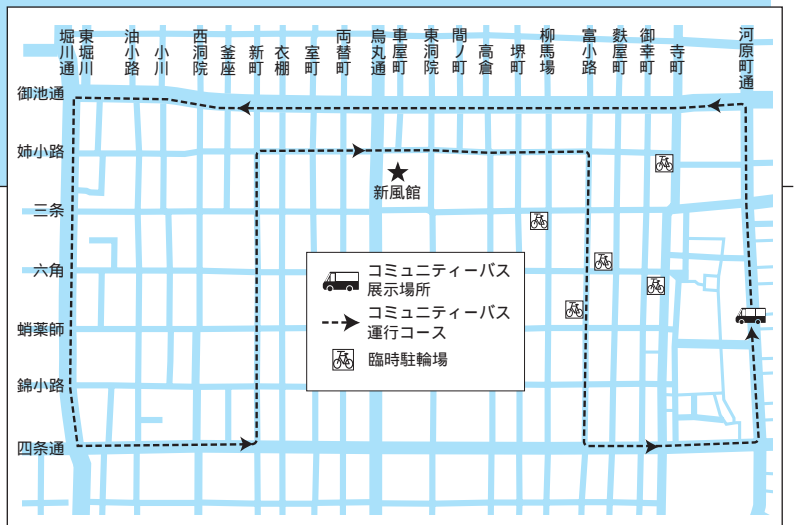 堀川通
東堀川
油小路
小川
西洞院
釜座
新町
衣棚
室町
両替町
烏丸通
車屋町
東洞院
間ノ町
高倉
堺町
柳馬場
富小路
麩屋町
御幸町
寺町
河原町通
御池通
姉小路
三条
六角
蛸薬師
錦小路
四条通
新風館
コミュニティーバス
展示場所
コミュニティーバス
運行コース
臨時駐輪場